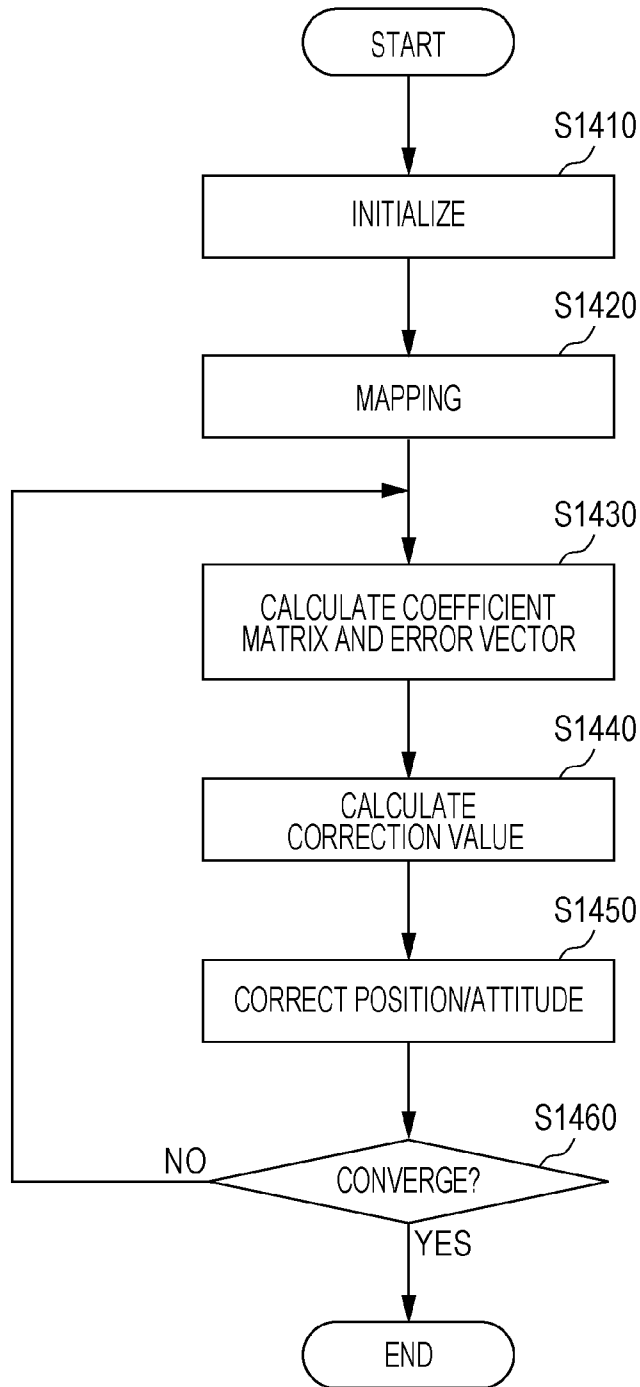 START
S1410
INITIALIZE
S1420
MAPPING
S1430
CALCULATE COEFFICIENT
MATRIX AND ERROR VECTOR
S1440
CALCULATE
CORRECTION VALUE
S1450
CORRECT POSITION/ATTITUDE
S1460
NO
CONVERGE?
YES
END